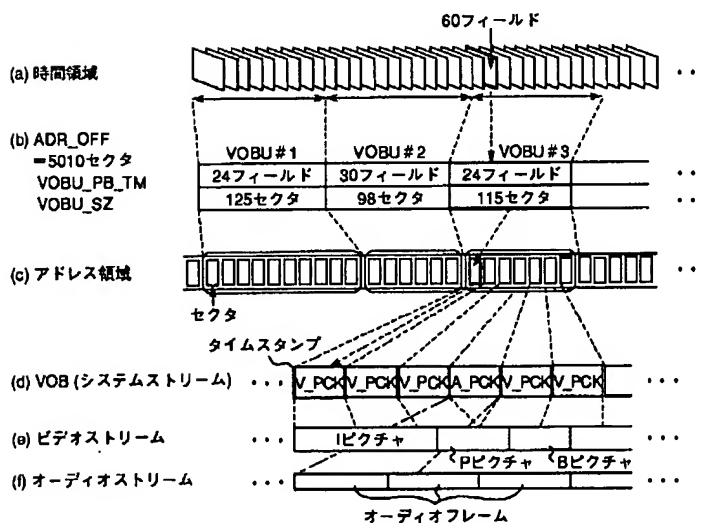 60フィールド
(a) 時間領域
(b) ADR_OFF
=5010セクタ
VOBU_PB_TM
VOBU_SZ
VOBU#1 VOBU#2 VOBU#3
24フィールド 30フィールド 24フィールド
125セクタ 98セクタ 115セクタ
(c) アドレス領域
セクタ
タイムスタンプ
(d) VOB (システムストリーム)
V_PCK V_PCK V_PCK A_PCK V_PCK V_PCK
(e) ビデオストリーム
Iピクチャ
Pピクチャ Bピクチャ
(f) オーディオストリーム
オーディオフレーム